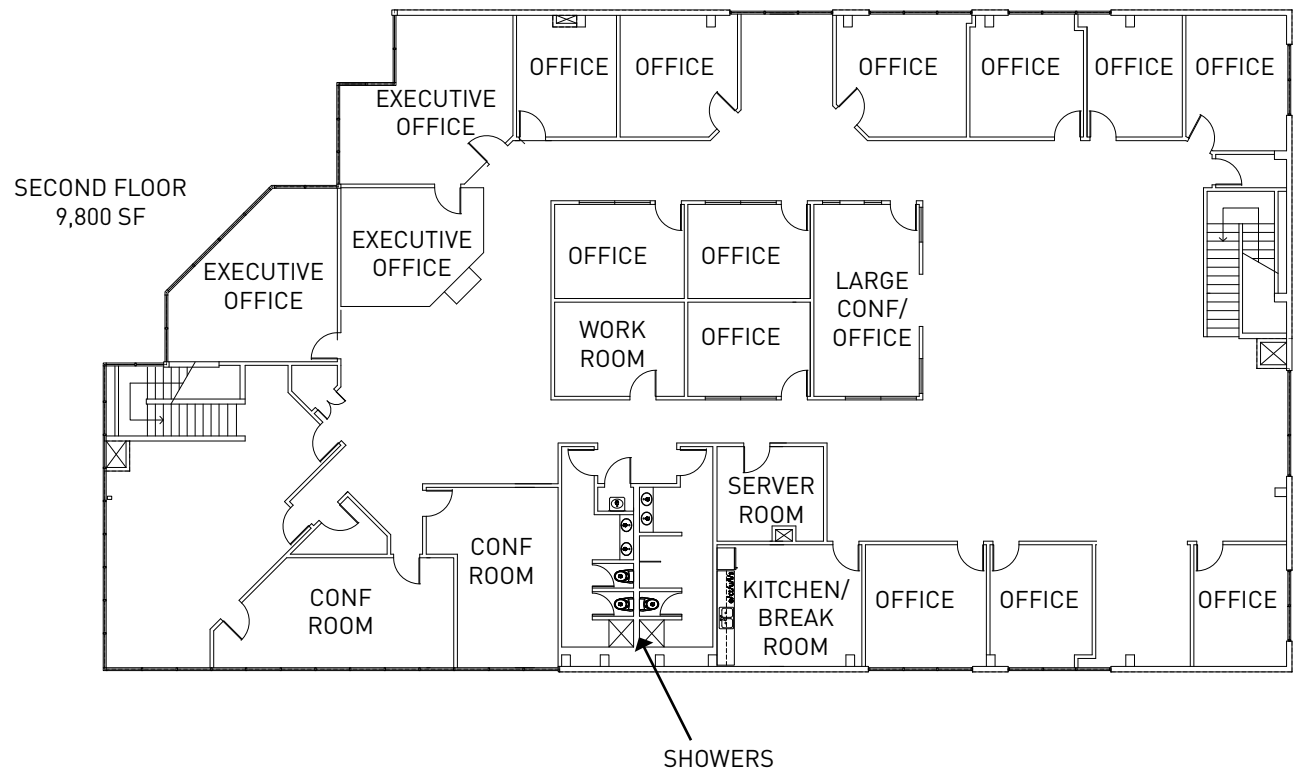 OFFICE
OFFICE
OFFICE
OFFICE
OFFICE
OFFICE
EXECUTIVE
OFFICE
SECOND FLOOR
9,800 SF
EXECUTIVE
OFFICE
EXECUTIVE
OFFICE
OFFICE
OFFICE
LARGE
CONF/
OFFICE
WORK
ROOM
OFFICE
SERVER
ROOM
CONF
ROOM
CONF
ROOM
KITCHEN/
BREAK
ROOM
OFFICE
OFFICE
OFFICE
SHOWERS